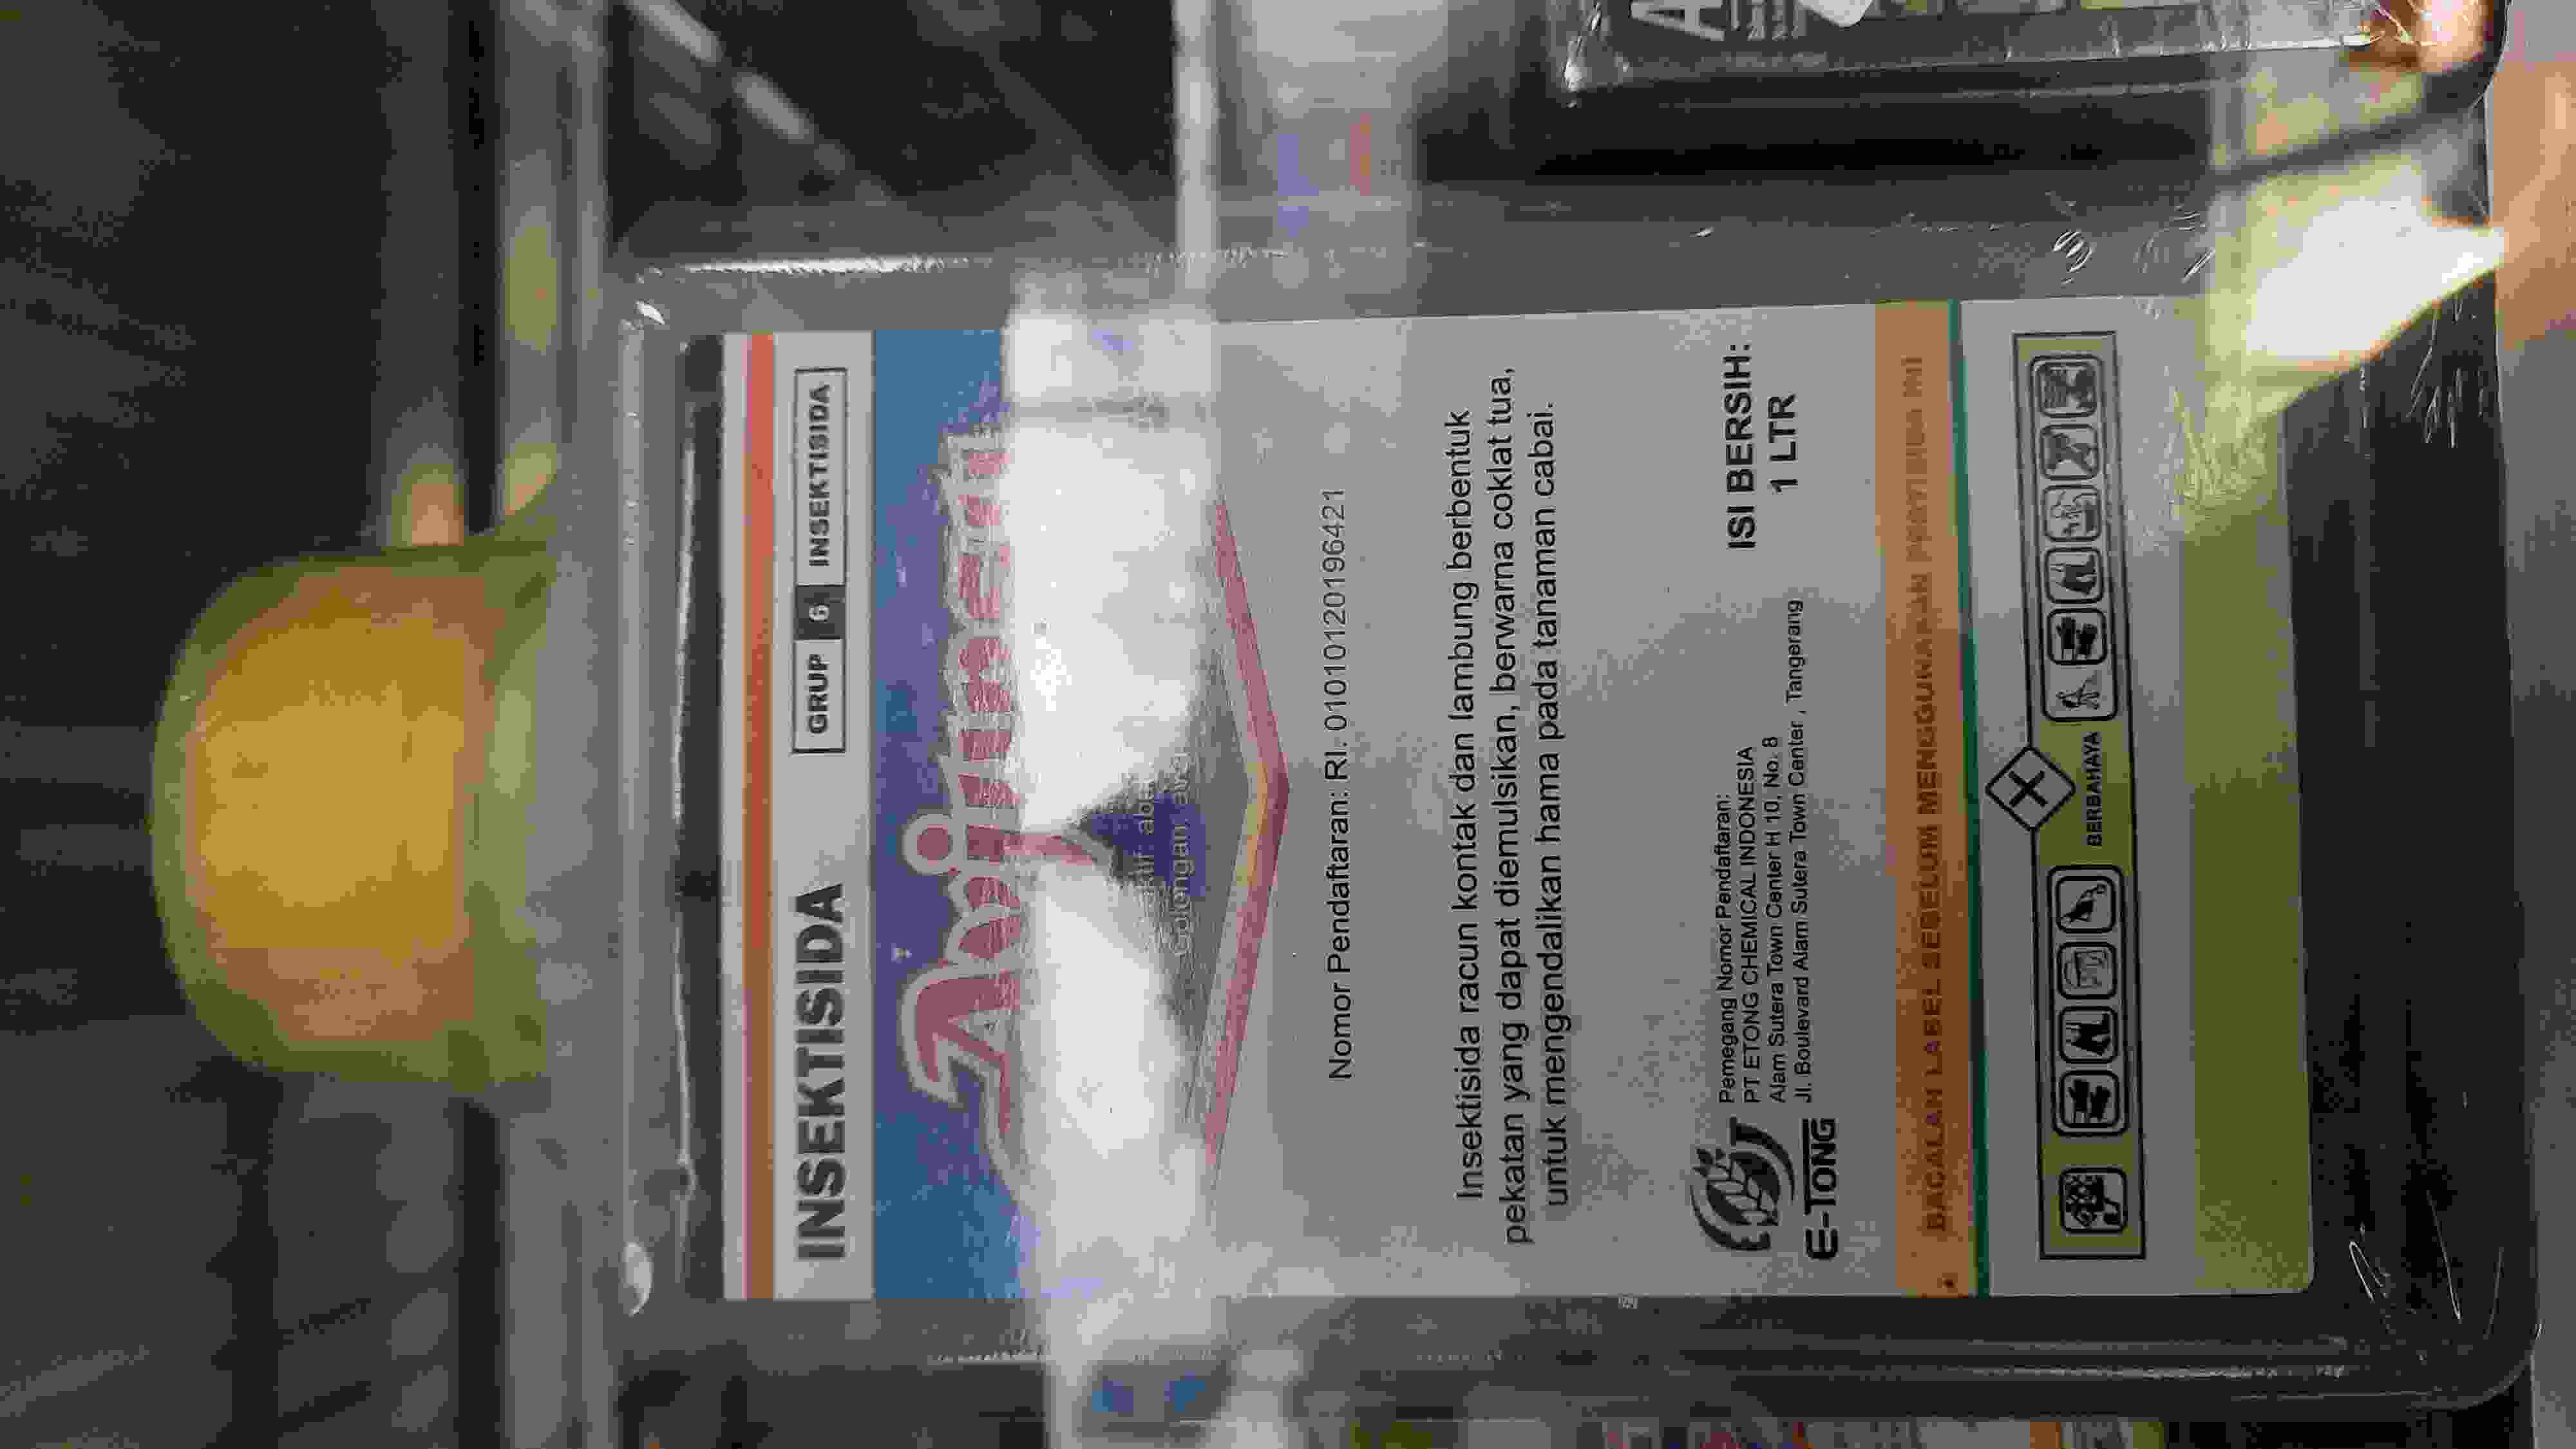 INSEKTISIDA
GRUP 6 INSEKTISIDA
Nomor Pendaftaran: RI. 01010120196421
Insektisida racun kontak dan lambung berbentuk
pekatan yang dapat diemulsikan, berwarna coklat tua,
untuk mengendalikan hama pada tanaman cabai.
Pemegang Nomor Pendaftaran:
PT ETONG CHEMICAL INDONESIA
Alam Sutera Town Center H 10, No. 8
Jl. Boulevard Alam Sutera Town Center , Tangerang
E-TONG
ISI BERSIH:
1 LTR
BACALAH LABEL SEBELUM MENGGUNAKAN PESTISIDA INI
BERBAHAYA